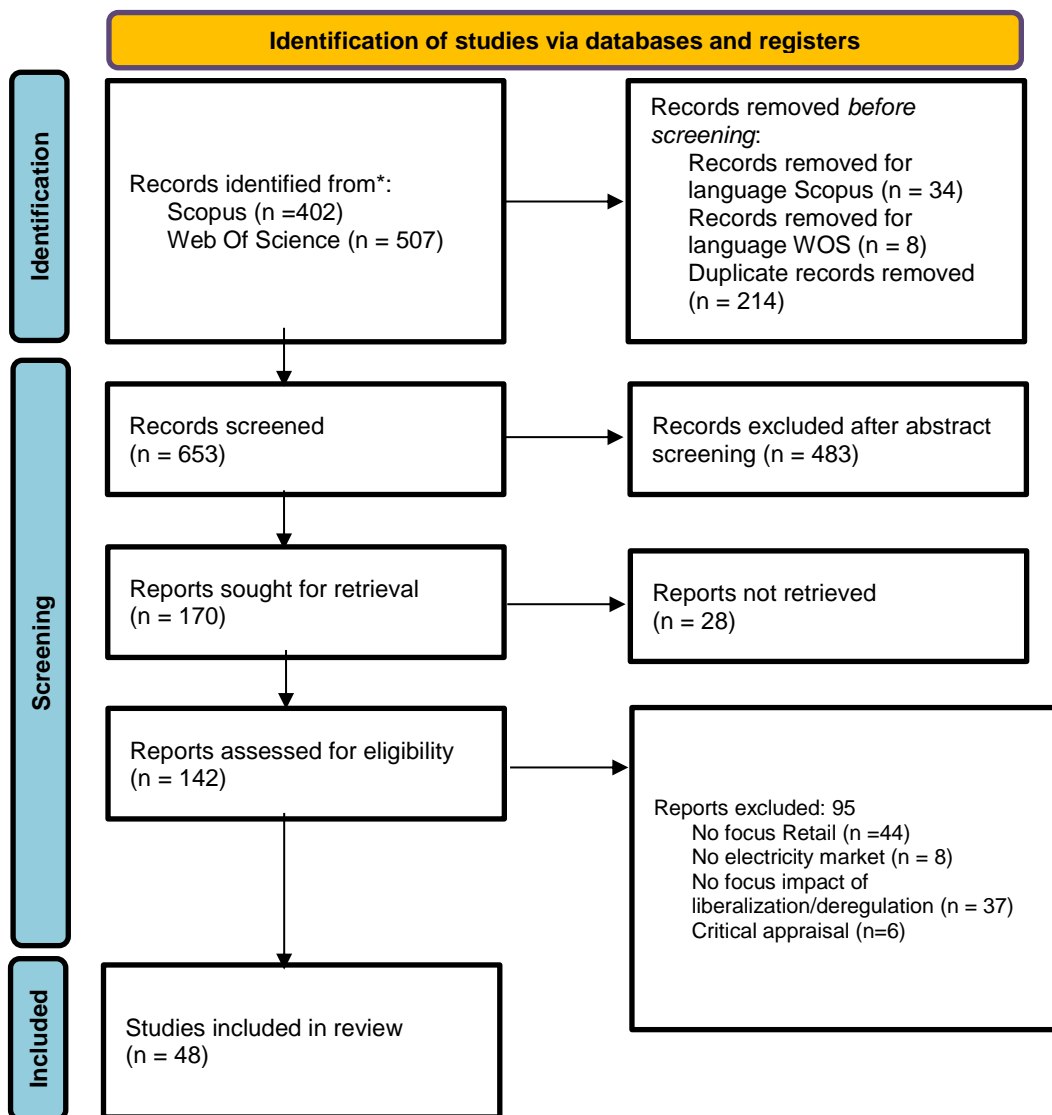 Identification of studies via databases and registers
Identification
Records identified from*:
Scopus (n =402)
Web Of Science (n = 507)
Records removed before
screening:
Records removed for
language Scopus (n = 34)
Records removed for
language WOS (n = 8)
Duplicate records removed
(n = 214)
Screening
Records screened
(n = 653)
Records excluded after abstract
screening (n = 483)
Reports sought for retrieval
(n = 170)
Reports not retrieved
(n = 28)
Reports assessed for eligibility
(n = 142)
Reports excluded: 95
No focus Retail (n =44)
No electricity market (n = 8)
No focus impact of
liberalization/deregulation (n = 37)
Critical appraisal (n=6)
Included
Studies included in review
(n = 48)